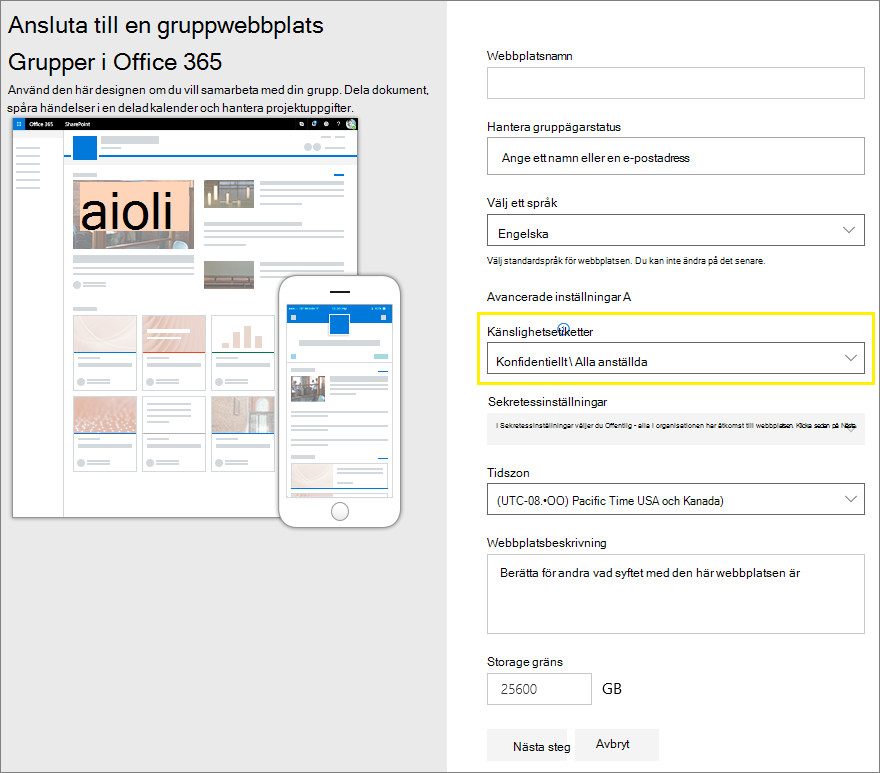 Ansluta till en gruppwebbplats
Grupper i Office 365
Använd den här designen om du vill samarbeta med din grupp. Dela dokument,
spåra händelser i en delad kalender och hantera projektuppgifter.
Office 365 SharePoint
aioli
Webbplatsnamn
Hantera gruppägarstatus
Ange ett namn eller en e-postadress
Välj ett språk
Engelska
Välj standardspråk för webbplatsen. Du kan inte ändra på det senare.
Avancerade inställningar A
Känslighetsetiketter
Konfidentiellt \ Alla anställda
Sekretessinställningar
I Sekretessinställningar väljer du Offentlig - alla i organisationen har åtkomst till webbplatsen. Klicka sedan på Nästa.
Tidszon
(UTC-08.•OO) Pacific Time USA och Kanada)
Webbplatsbeskrivning
Berätta för andra vad syftet med den här webbplatsen är
Storage gräns
25600 GB
Nästa steg Avbryt